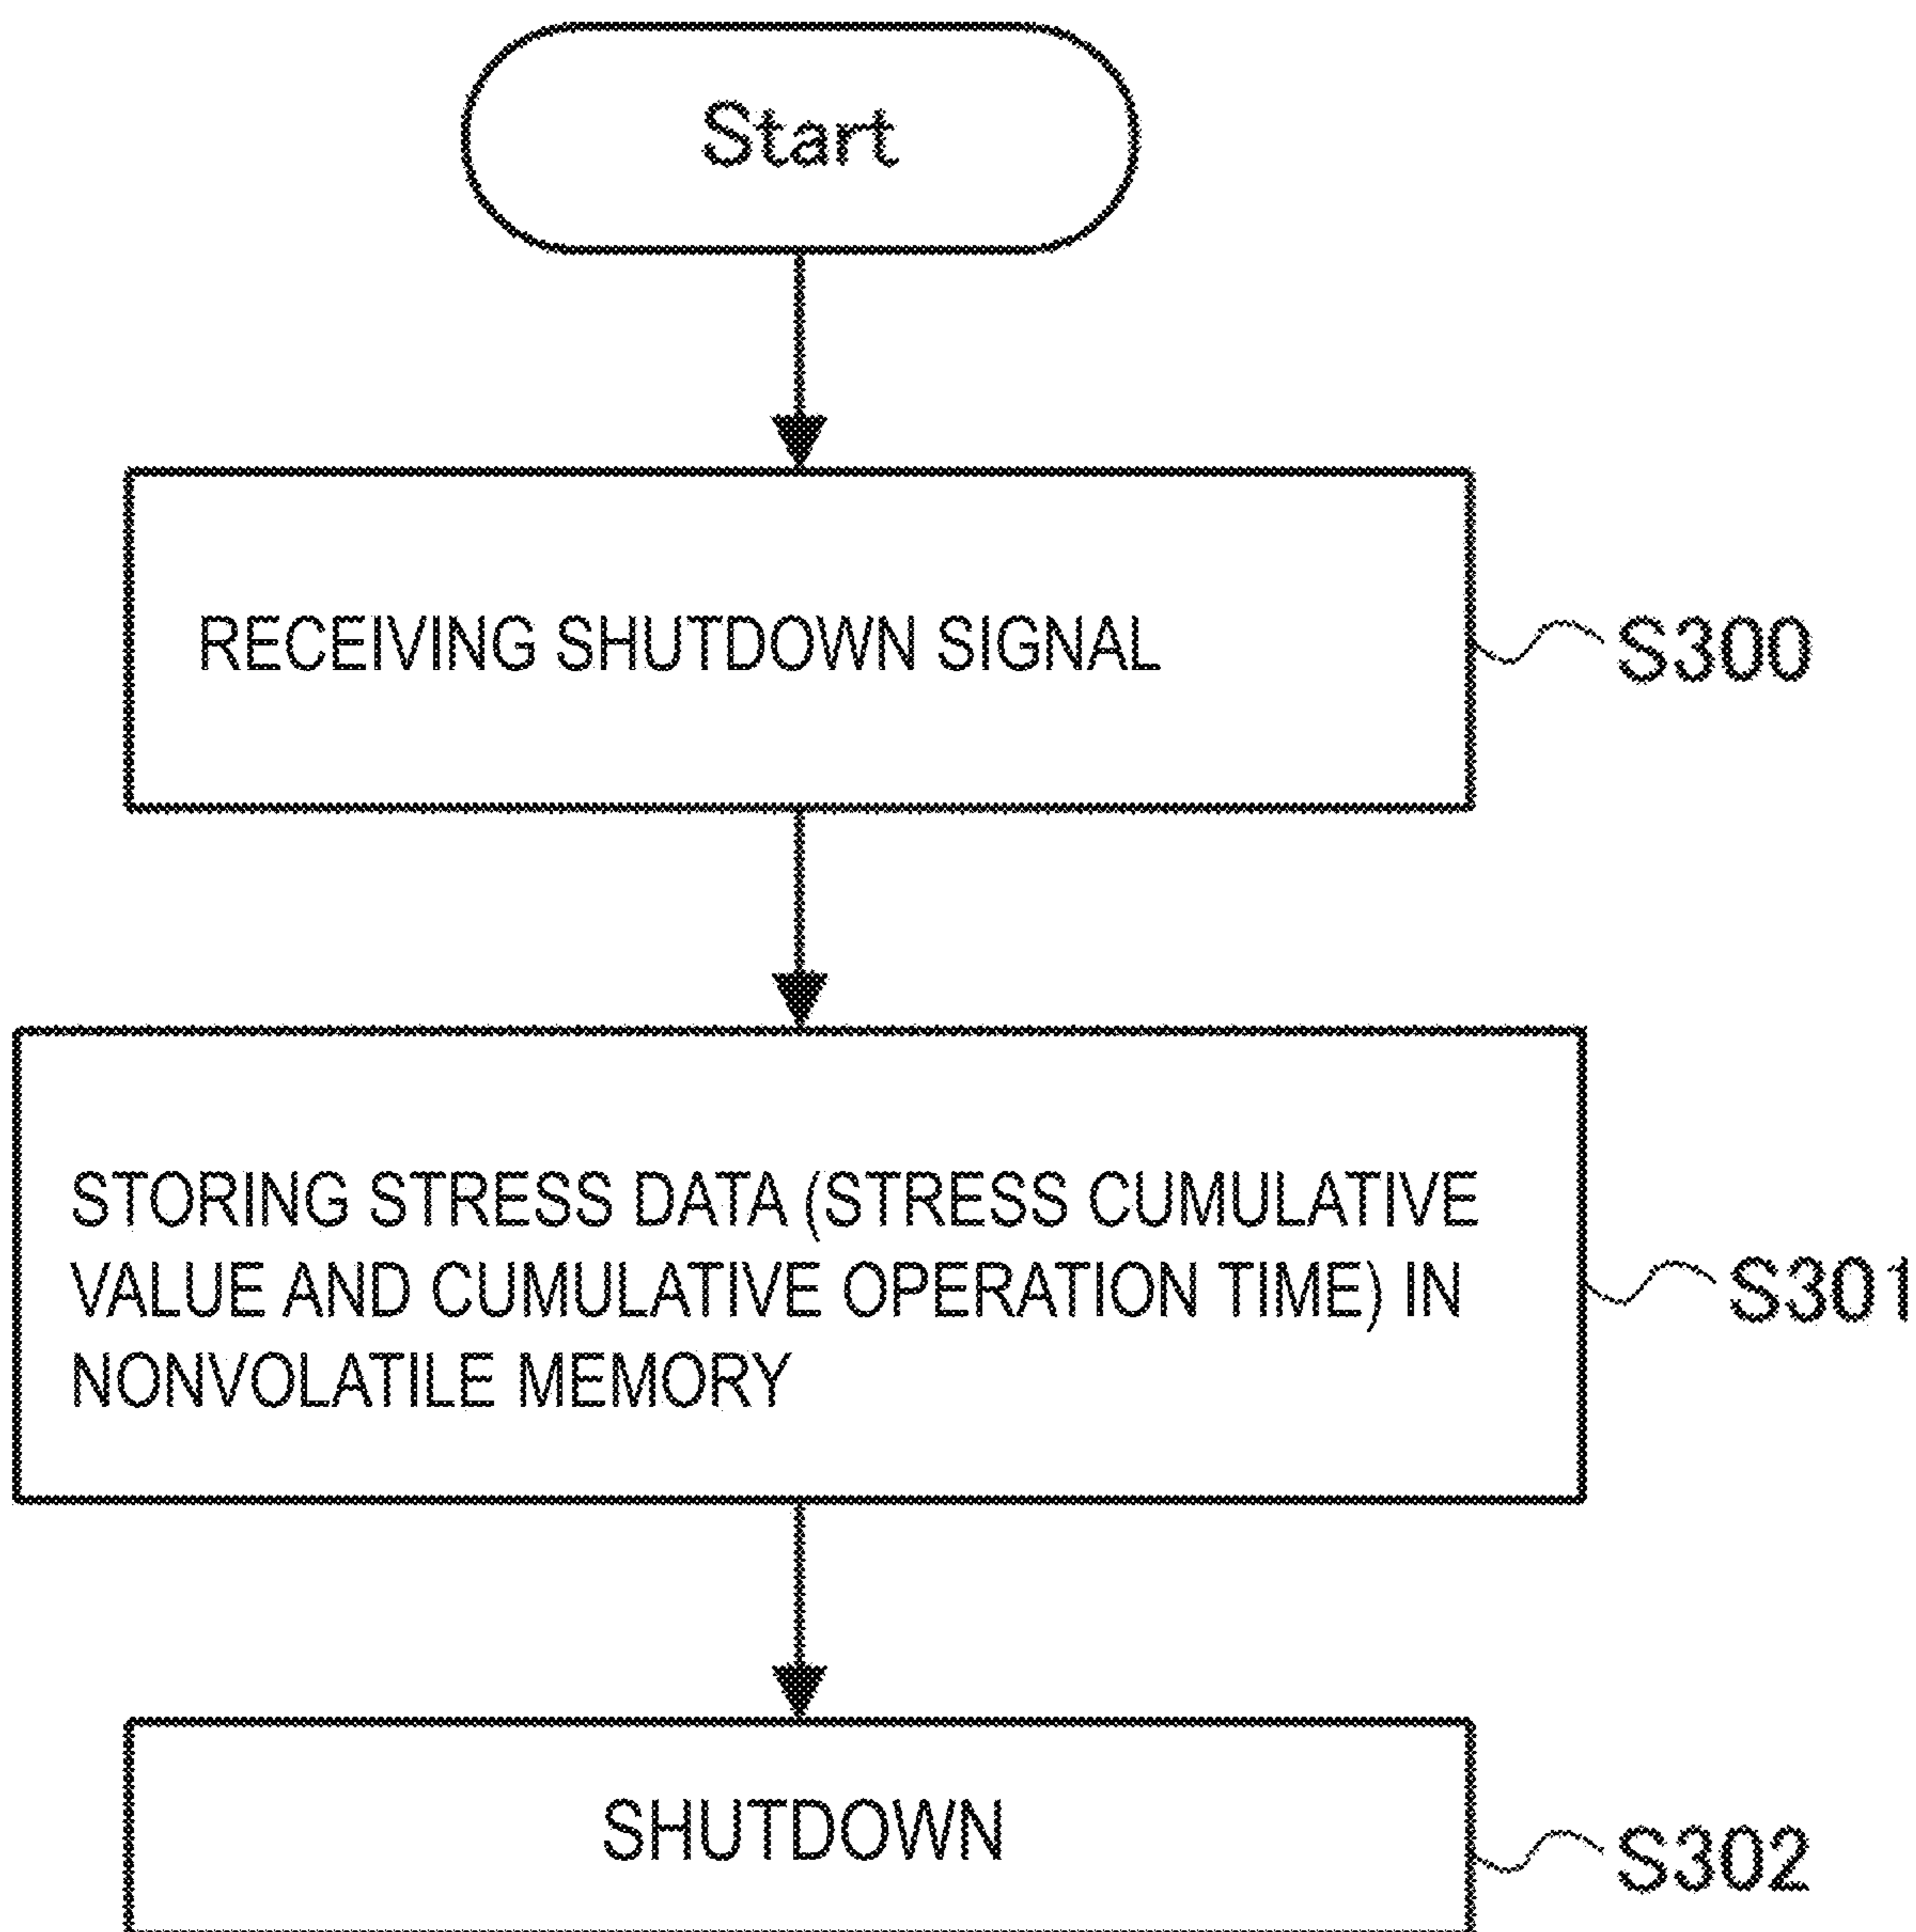 Start
RECEIVING SHUTDOWN SIGNAL
S300
STORING STRESS DATA (STRESS CUMULATIVE
VALUE AND CUMULATIVE OPERATION TIME) IN
NONVOLATILE MEMORY
S301
SHUTDOWN
S302